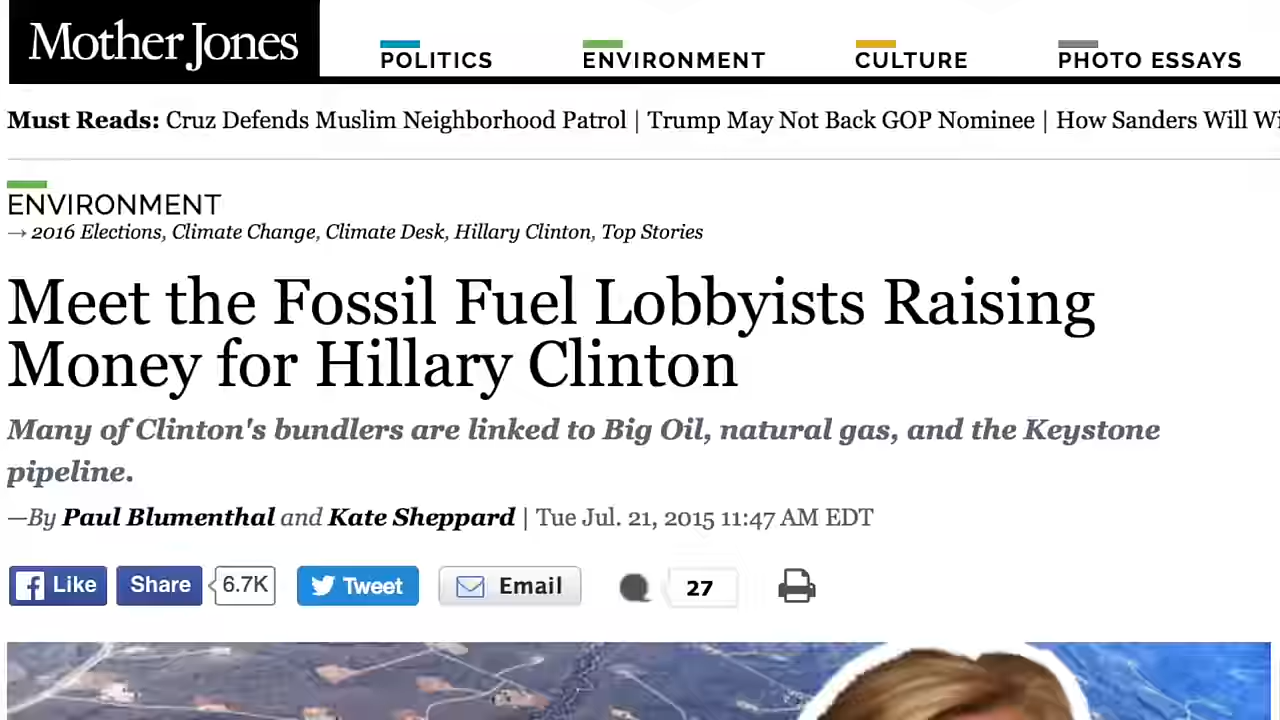 Mother Jones
POLITICS ENVIRONMENT CULTURE PHOTO ESSAYS
Must Reads: Cruz Defends Muslim Neighborhood Patrol | Trump May Not Back GOP Nominee | How Sanders Will Wi
ENVIRONMENT
→ 2016 Elections, Climate Change, Climate Desk, Hillary Clinton, Top Stories
Meet the Fossil Fuel Lobbyists Raising
Money for Hillary Clinton
Many of Clinton's bundlers are linked to Big Oil, natural gas, and the Keystone
pipeline.
—By Paul Blumenthal and Kate Sheppard | Tue Jul. 21, 2015 11:47 AM EDT
Like Share 6.7K Tweet Email 27